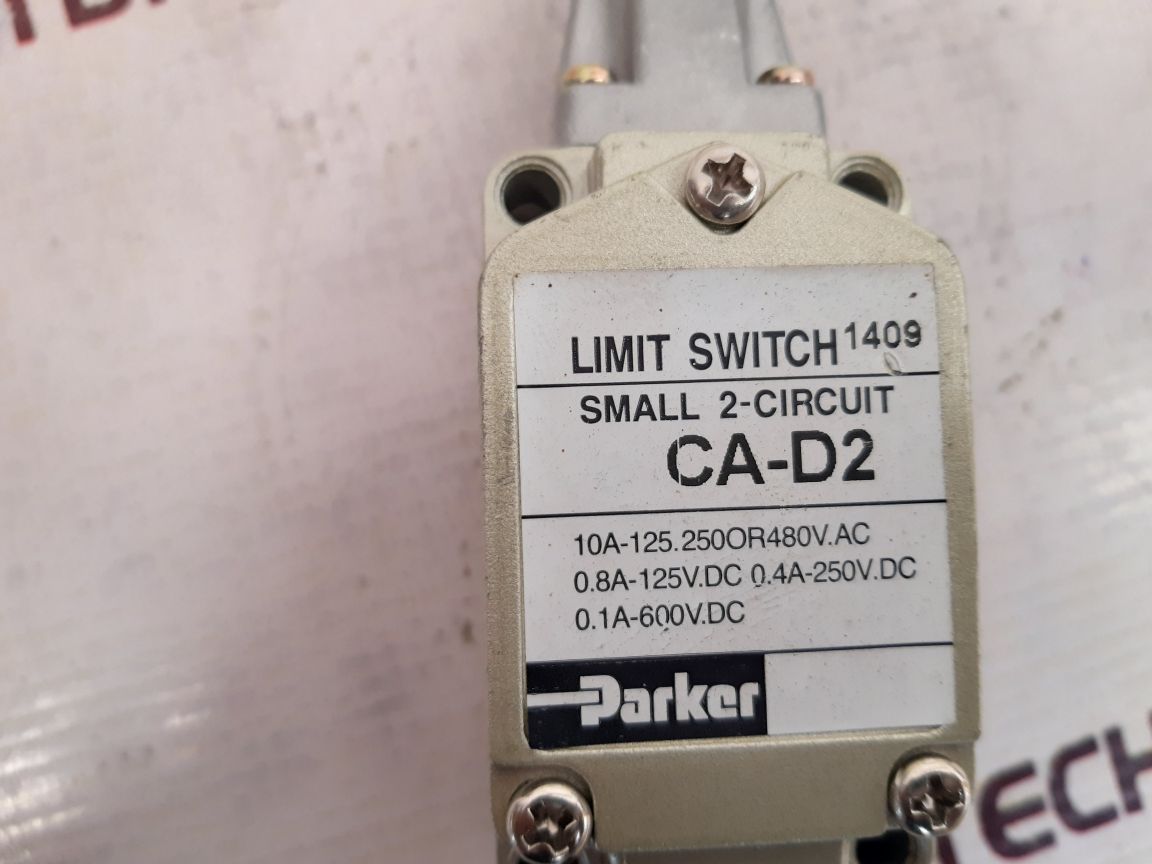 LIMIT SWITCH 1409
SMALL 2-CIRCUIT
CA-D2
10A-125.250OR480V.AC
0.8A-125V.DC 0.4A-250V.DC
0.1A-600V.DC
Parker
TECH